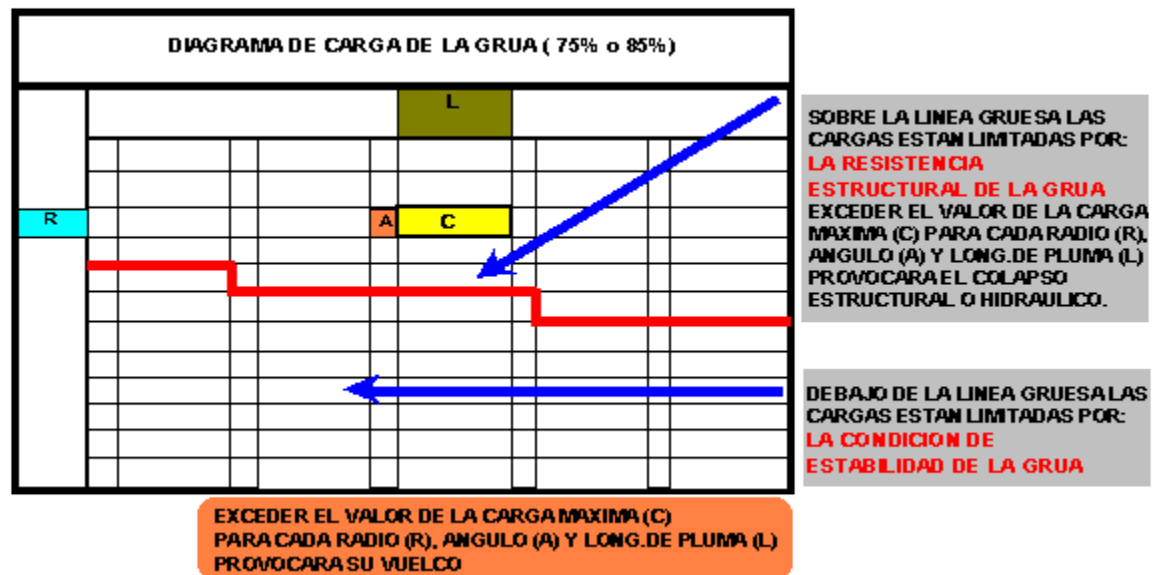 DIAGRAMA DE CARGA DE LA GRUA ( 75% o 85%)
L
R
A
C
SOBRE LA LINEA GRUESA LAS
CARGAS ESTAN LIMITADAS POR:
LA RESISTENCIA
ESTRUCTURAL DE LA GRUA
EXCEDER EL VALOR DE LA CARGA
MAXIMA (C) PARA CADA RADIO (R),
ANGULO (A) Y LONG.DE PLUMA (L)
PROVOCARA EL COLAPSO
ESTRUCTURAL O HIDRAULICO.
DEBAJO DE LA LINEA GRUESA LAS
CARGAS ESTAN LIMITADAS POR:
LA CONDICION DE
ESTABILIDAD DE LA GRUA
EXCEDER EL VALOR DE LA CARGA MAXIMA (C)
PARA CADA RADIO (R), ANGULO (A) Y LONG.DE PLUMA (L)
PROVOCARA SU VUELCO